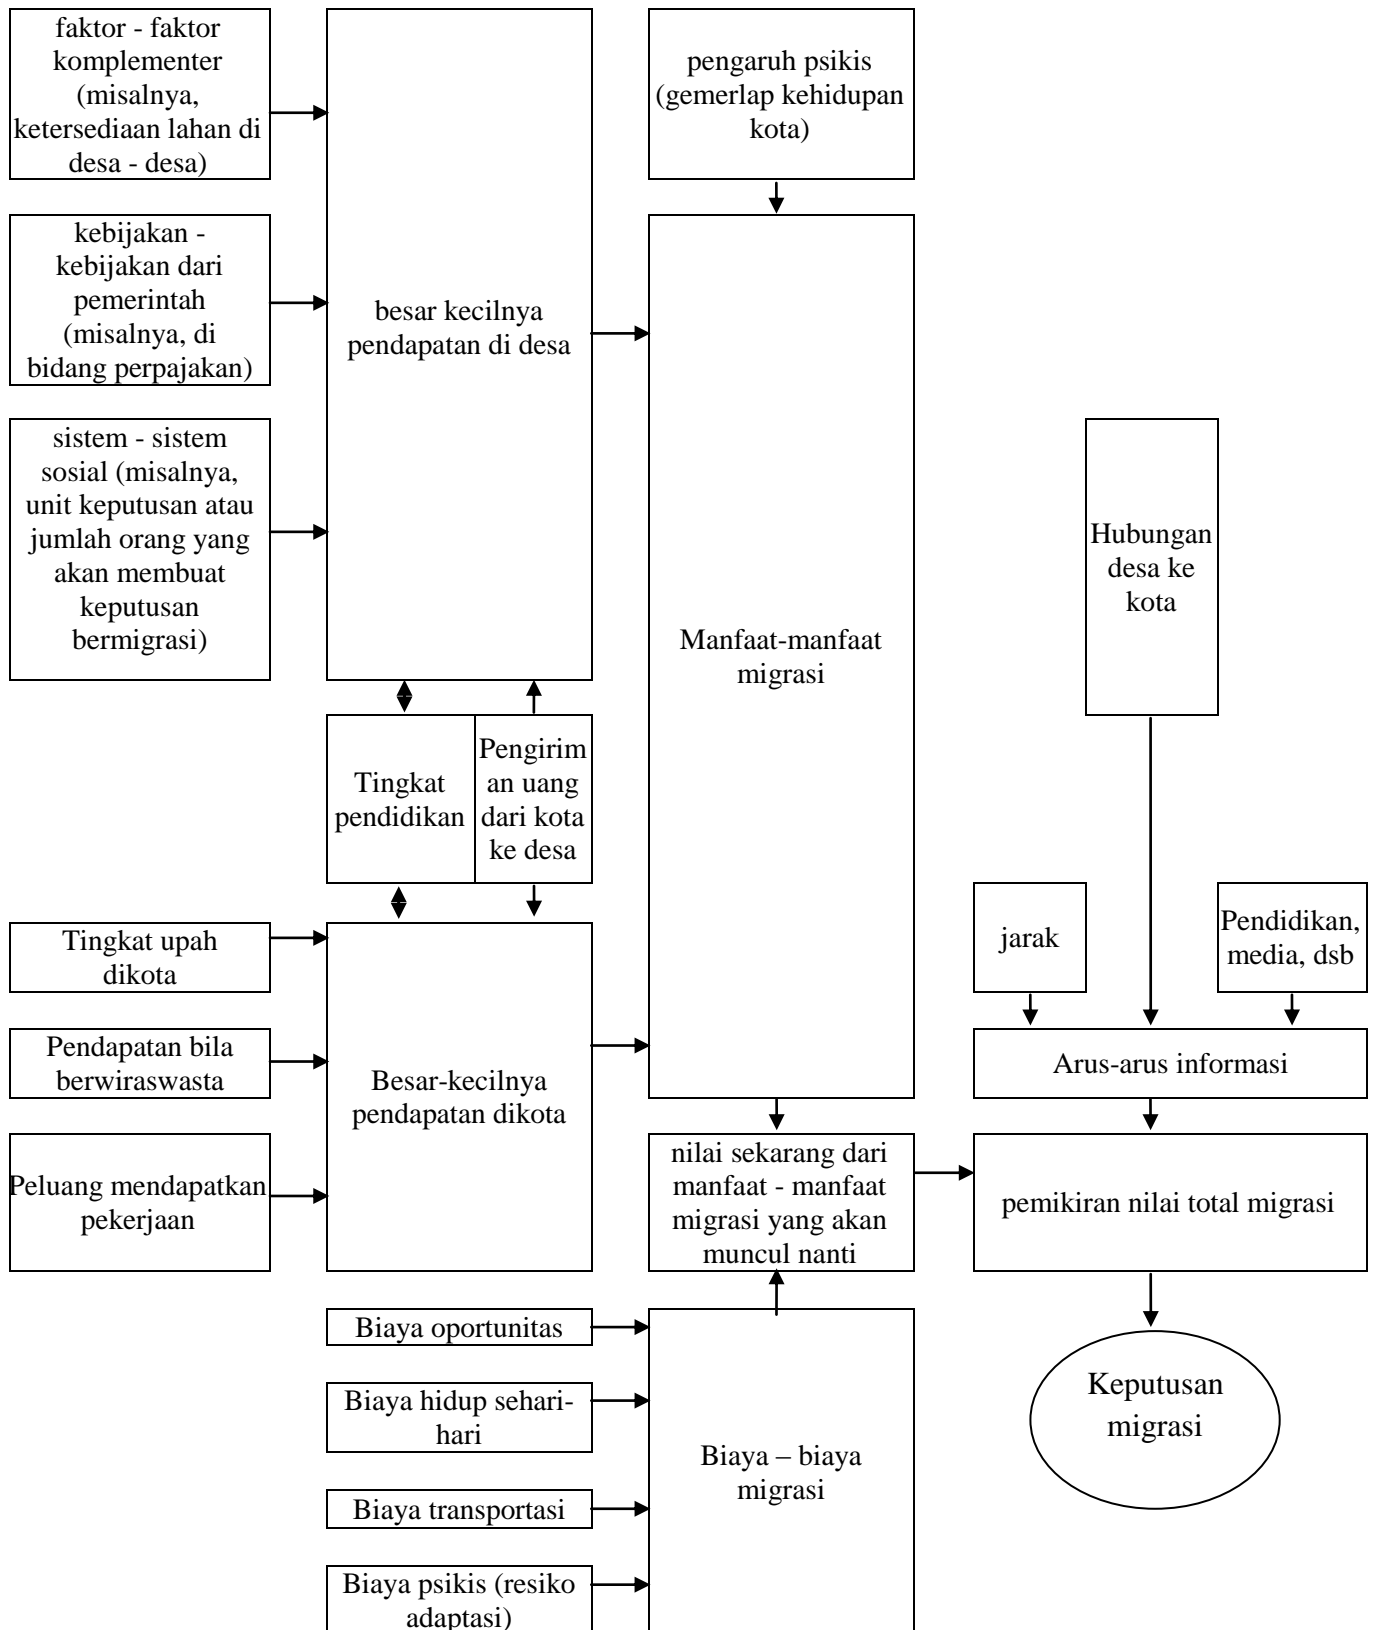 faktor - faktor
komplementer
(misalnya,
ketersediaan lahan di
desa - desa)
kebijakan -
kebijakan dari
pemerintah
(misalnya, di
bidang perpajakan)
sistem - sistem
sosial (misalnya,
unit keputusan atau
jumlah orang yang
akan membuat
keputusan
bermigrasi)
besar kecilnya
pendapatan di desa
pengaruh psikis
(gemerlap kehidupan
kota)
Manfaat-manfaat
migrasi
Hubungan
desa ke
kota
Tingkat
pendidikan
Pengirim
an uang
dari kota
ke desa
Tingkat upah
dikota
Pendapatan bila
berwiraswasta
Peluang mendapatkan
pekerjaan
Besar-kecilnya
pendapatan dikota
jarak
Pendidikan,
media, dsb
Arus-arus informasi
nilai sekarang dari
manfaat - manfaat
migrasi yang akan
muncul nanti
pemikiran nilai total migrasi
Biaya oportunitas
Biaya hidup sehari-
hari
Biaya transportasi
Biaya psikis (resiko
adaptasi)
Biaya – biaya
migrasi
Keputusan
migrasi